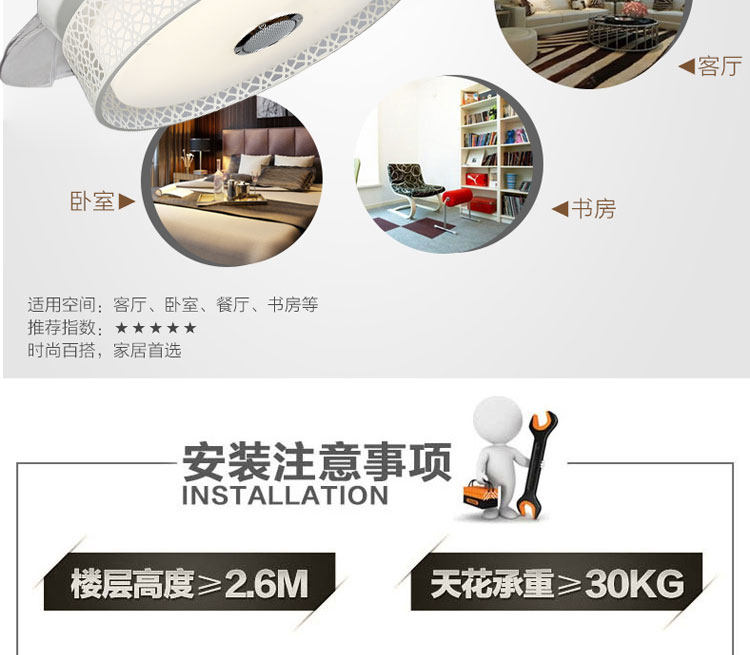 ◀客厅
卧室▶
◀书房
适用空间：客厅、卧室、餐厅、书房等
推荐指数：★★★★★
时尚百搭，家居首选
安装注意事项
INSTALLATION
楼层高度≥2.6M
天花承重≥30KG